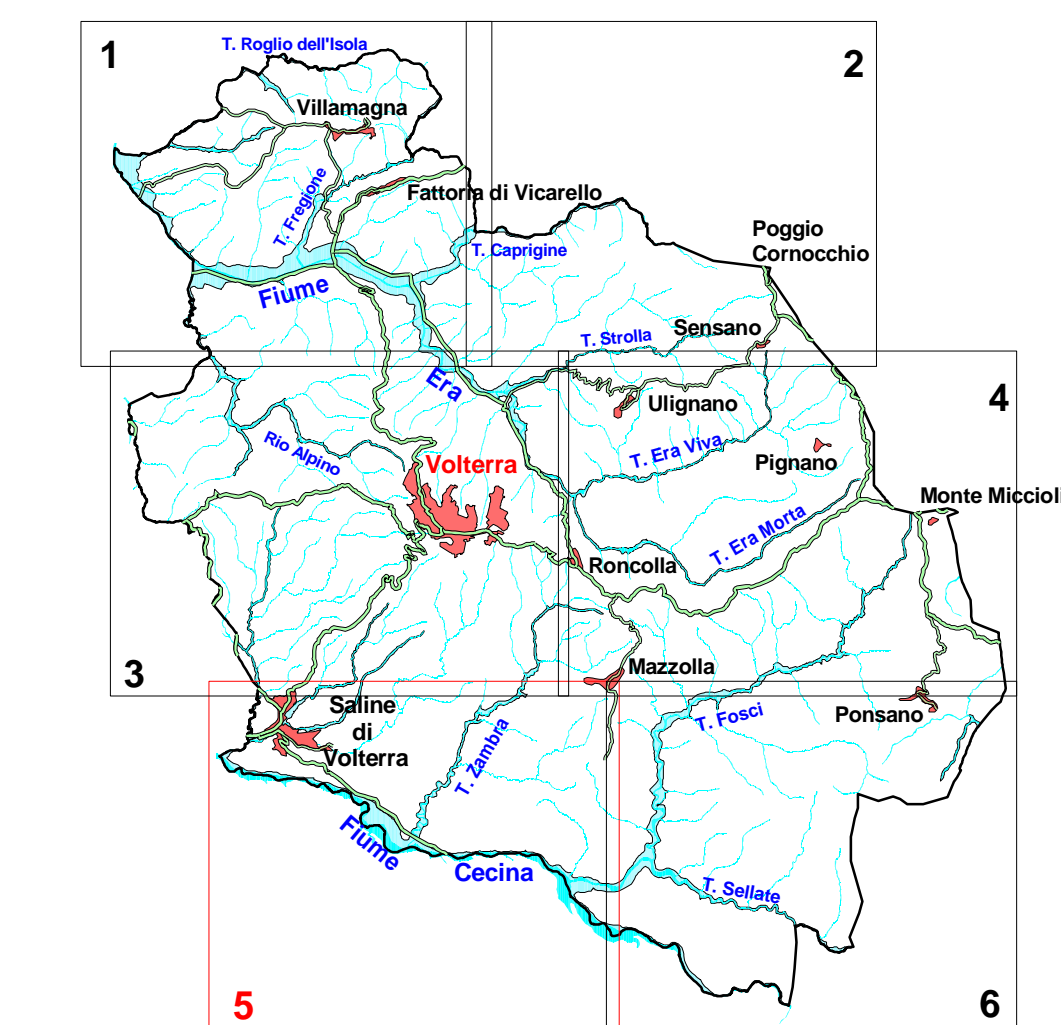 1
T. Roglio dell'Isola
2
Villamagna
Fattoria di Vicarello
T. Fregione
T. Caprigine
Poggio
Cornocchio
Fiume
Era
T. Strolla
Sensano
4
Ulignano
Rio Alpino
Volterra
T. Era Viva
Pignano
Monte Miccioli
T. Era Morta
Roncolla
3
Mazzolla
Saline
di
Volterra
T. Zambra
T. Fosci
Ponsano
Fiume
Cecina
T. Sellate
5
6